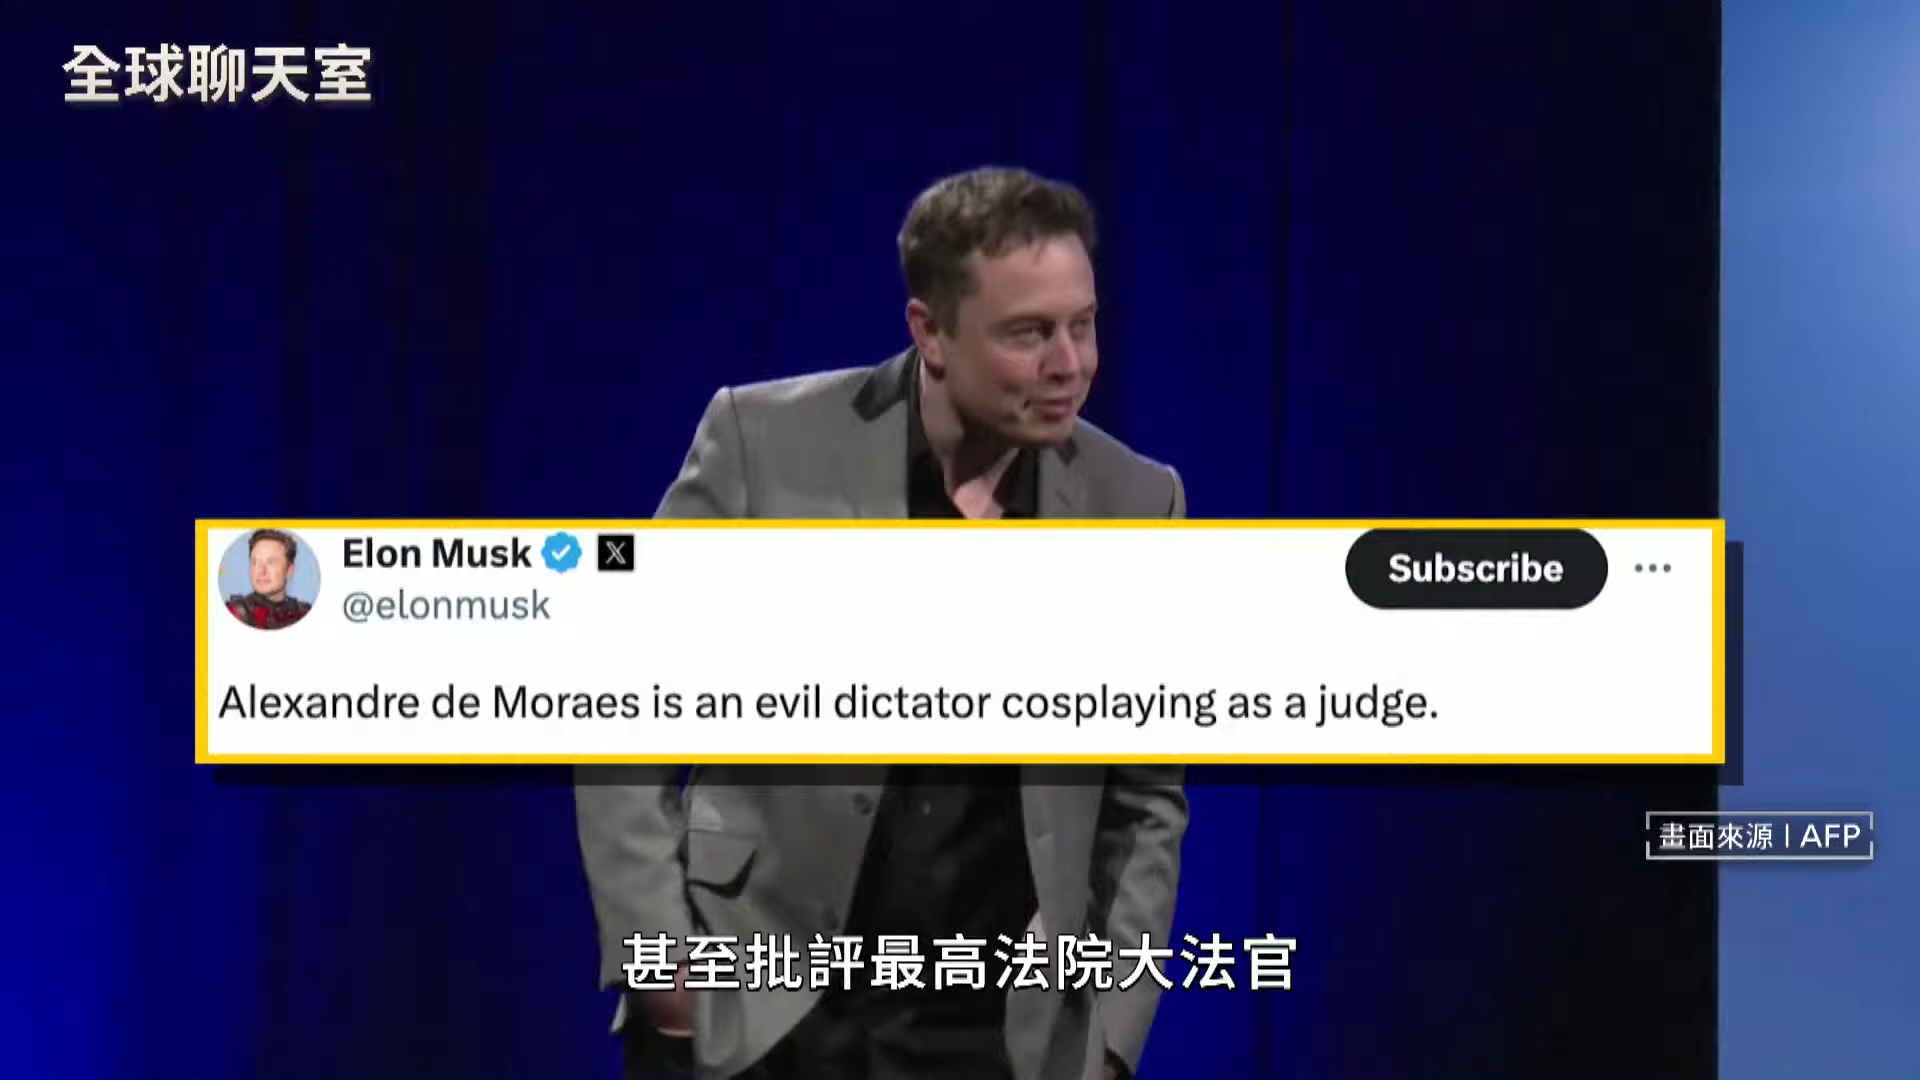 全球聊天室
Elon Musk
@elonmusk
Subscribe
Alexandre de Moraes is an evil dictator cosplaying as a judge.
畫面來源 | AFP
甚至批評最高法院大法官